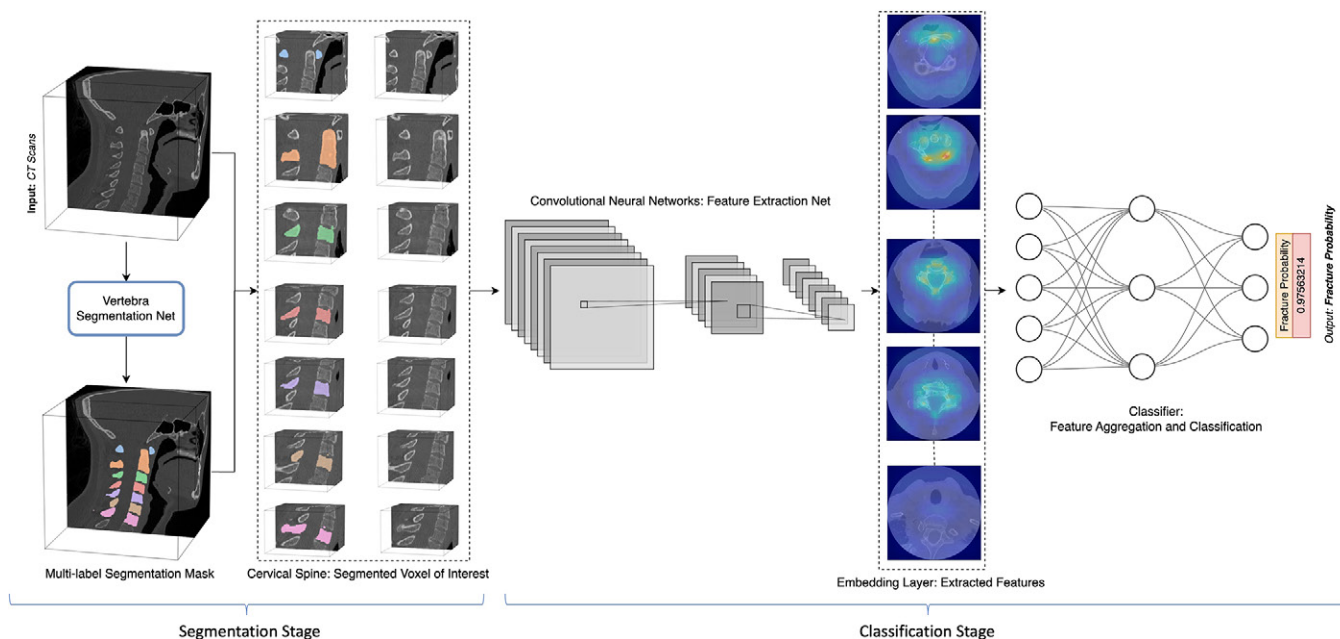 Input: CT Scans
Vertebra
Segmentation Net
Multi-label Segmentation Mask
Cervical Spine: Segmented Voxel of Interest
Convolutional Neural Networks: Feature Extraction Net
Embedding Layer: Extracted Features
Classifier:
Feature Aggregation and Classification
Fracture Probability
0.97563214
Output: Fracture Probability
Segmentation Stage
Classification Stage